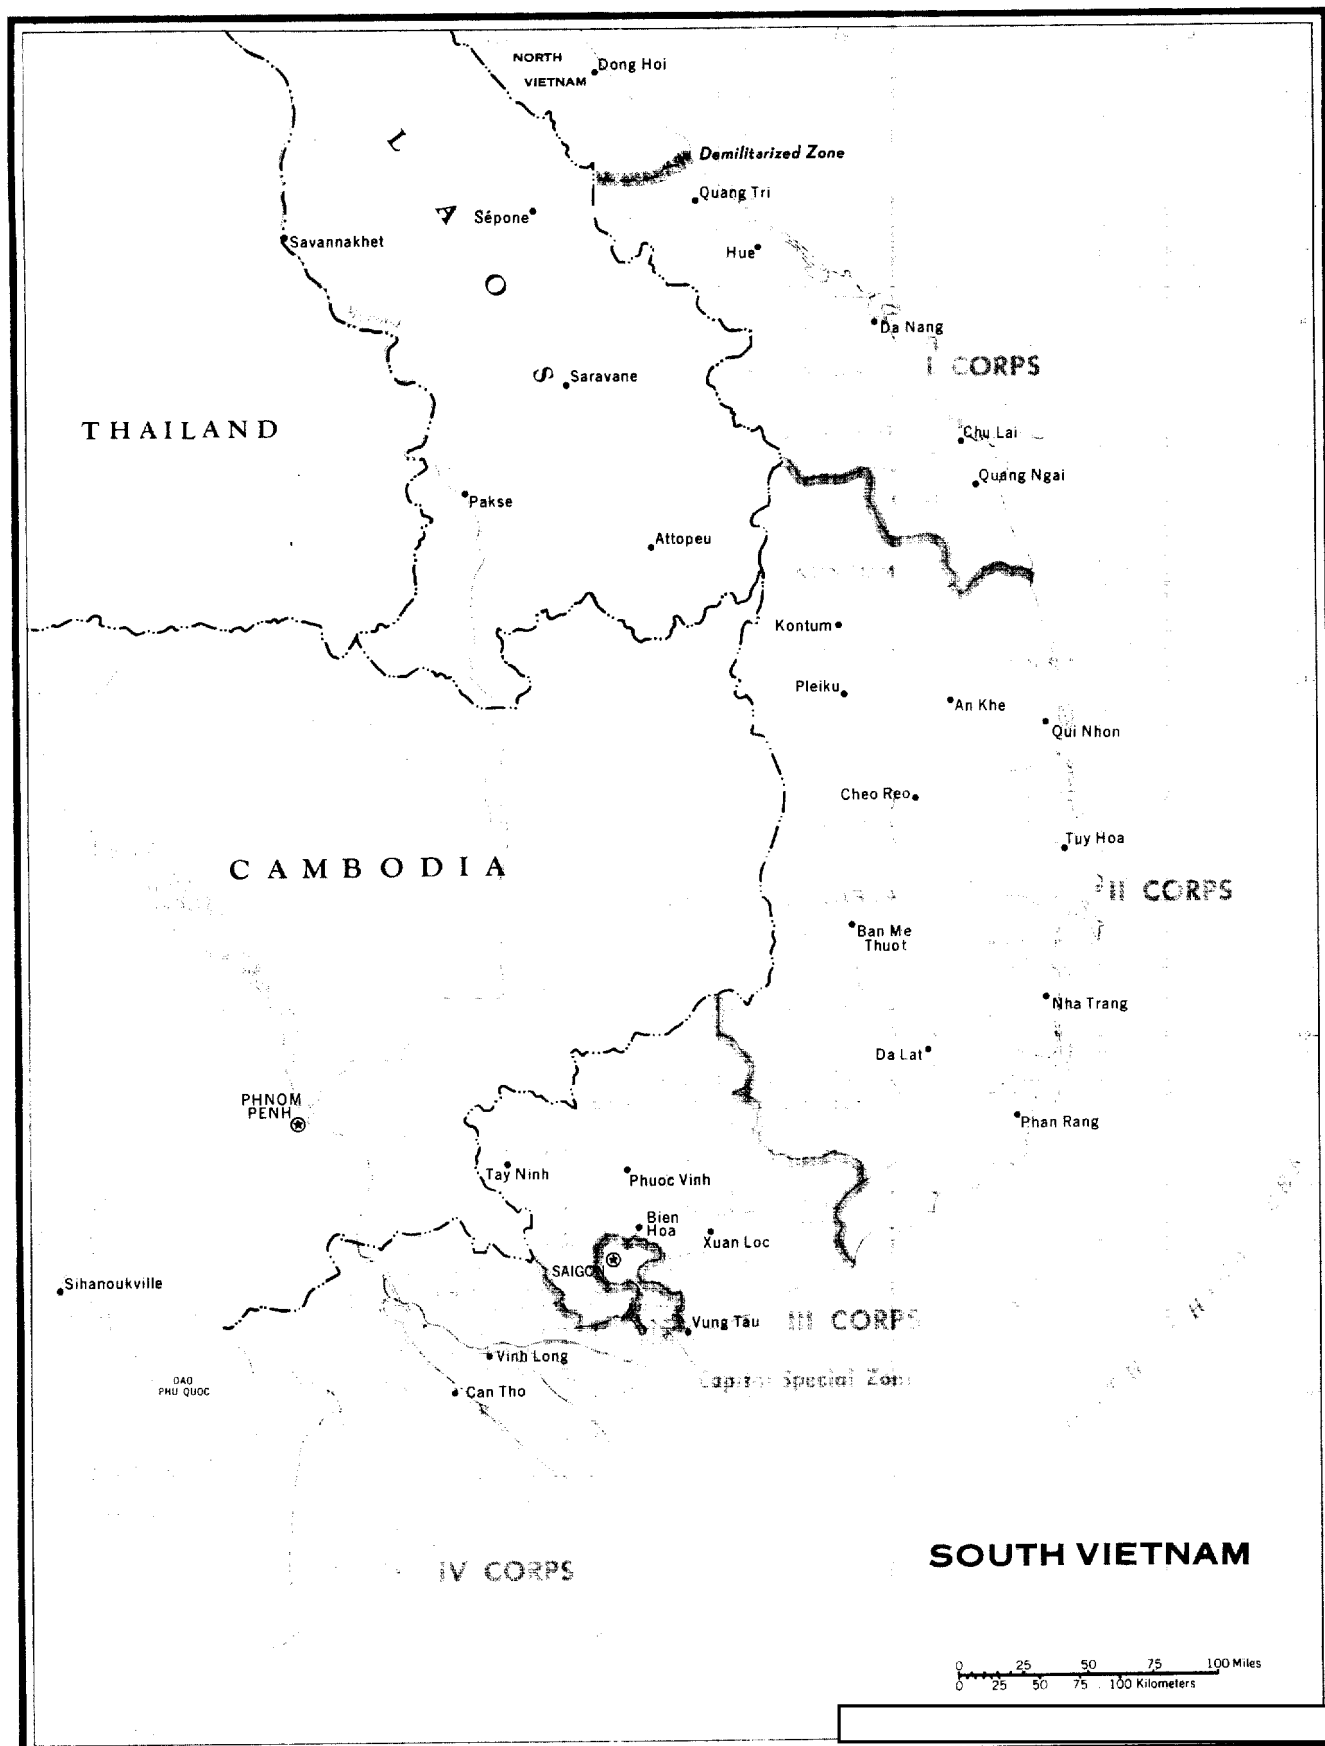 NORTH
VIETNAM
Dong Hoi
L
A
O
S
Demilitarized Zone
Quang Tri
Sépone
Savannakhet
Hue
Da Nang
I CORPS
Saravane
THAILAND
Chu Lai
Quang Ngai
Pakse
Attopeu
Kontum
Pleiku
An Khe
Qui Nhon
Cheo Reo
Tuy Hoa
CAMBODIA
II CORPS
Ban Me
Thuot
Nha Trang
Da Lat
PHNOM
PENH
Phan Rang
Tay Ninh
Phuoc Vinh
Bien
Hoa
Xuan Loc
SAIGON
Sihanoukville
Vung Tau
III CORPS
Vinh Long
Capital Special Zone
DAO
PHU QUOC
Can Tho
IV CORPS
SOUTH VIETNAM
0 25 50 75 100 Miles
0 25 50 75 100 Kilometers